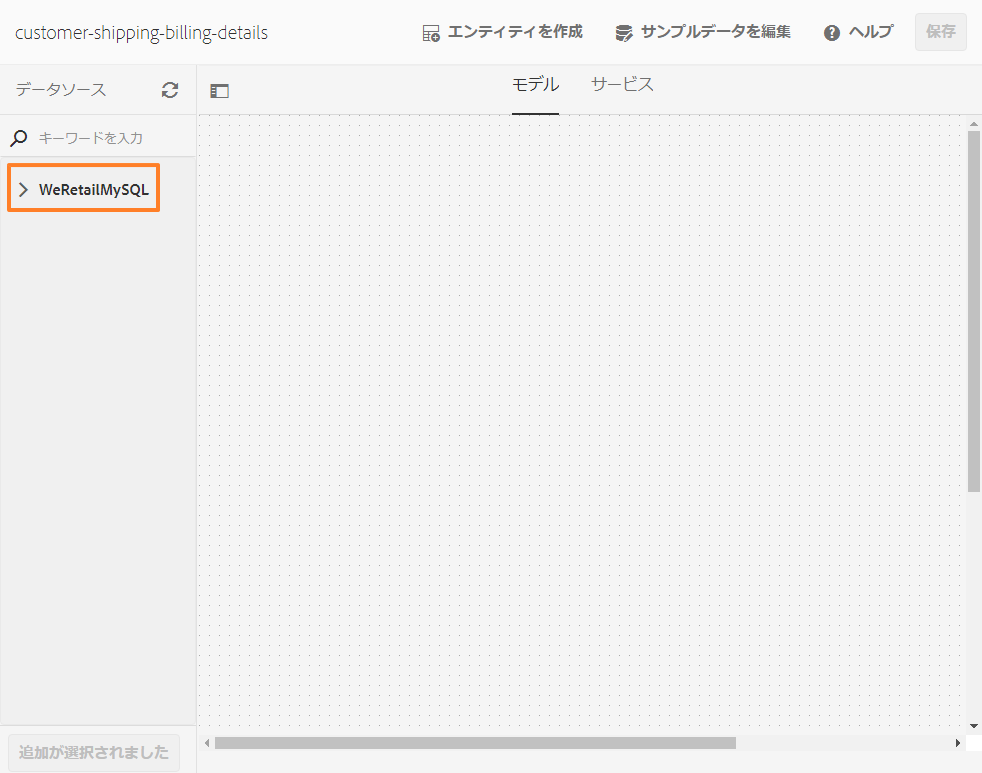 customer-shipping-billing-details
エンティティを作成
サンプルデータを編集
ヘルプ
保存
データソース
モデル
サービス
キーワードを入力
WeRetailMySQL
追加が選択されました